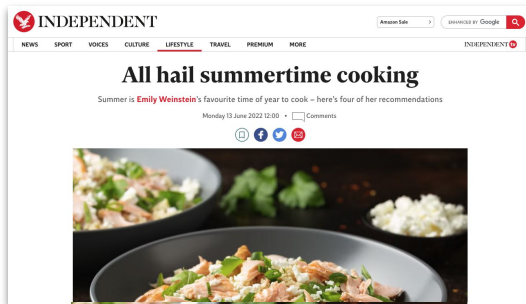 INDEPENDENT
Amazon Sale
ENHANCED BY Google
NEWS SPORT VOICES CULTURE LIFESTYLE TRAVEL PREMIUM MORE INDEPENDENT tv
All hail summertime cooking
Summer is Emily Weinstein's favourite time of year to cook – here's four of her recommendations
Monday 13 June 2022 12:00 • Comments